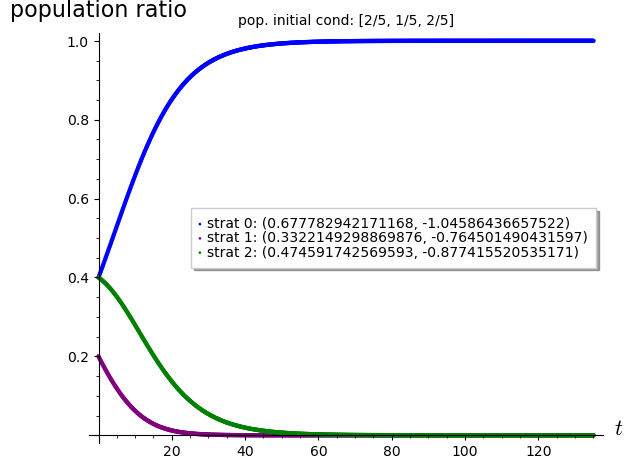 population ratio
pop. initial cond: [2/5, 1/5, 2/5]
1.0
0.8
0.6
strat 0: (0.677782942171168, -1.04586436657522)
strat 1: (0.3322149298869876, -0.764501490431597)
strat 2: (0.474591742569593, -0.877415520535171)
0.4
0.2
t
20 40 60 80 100 120